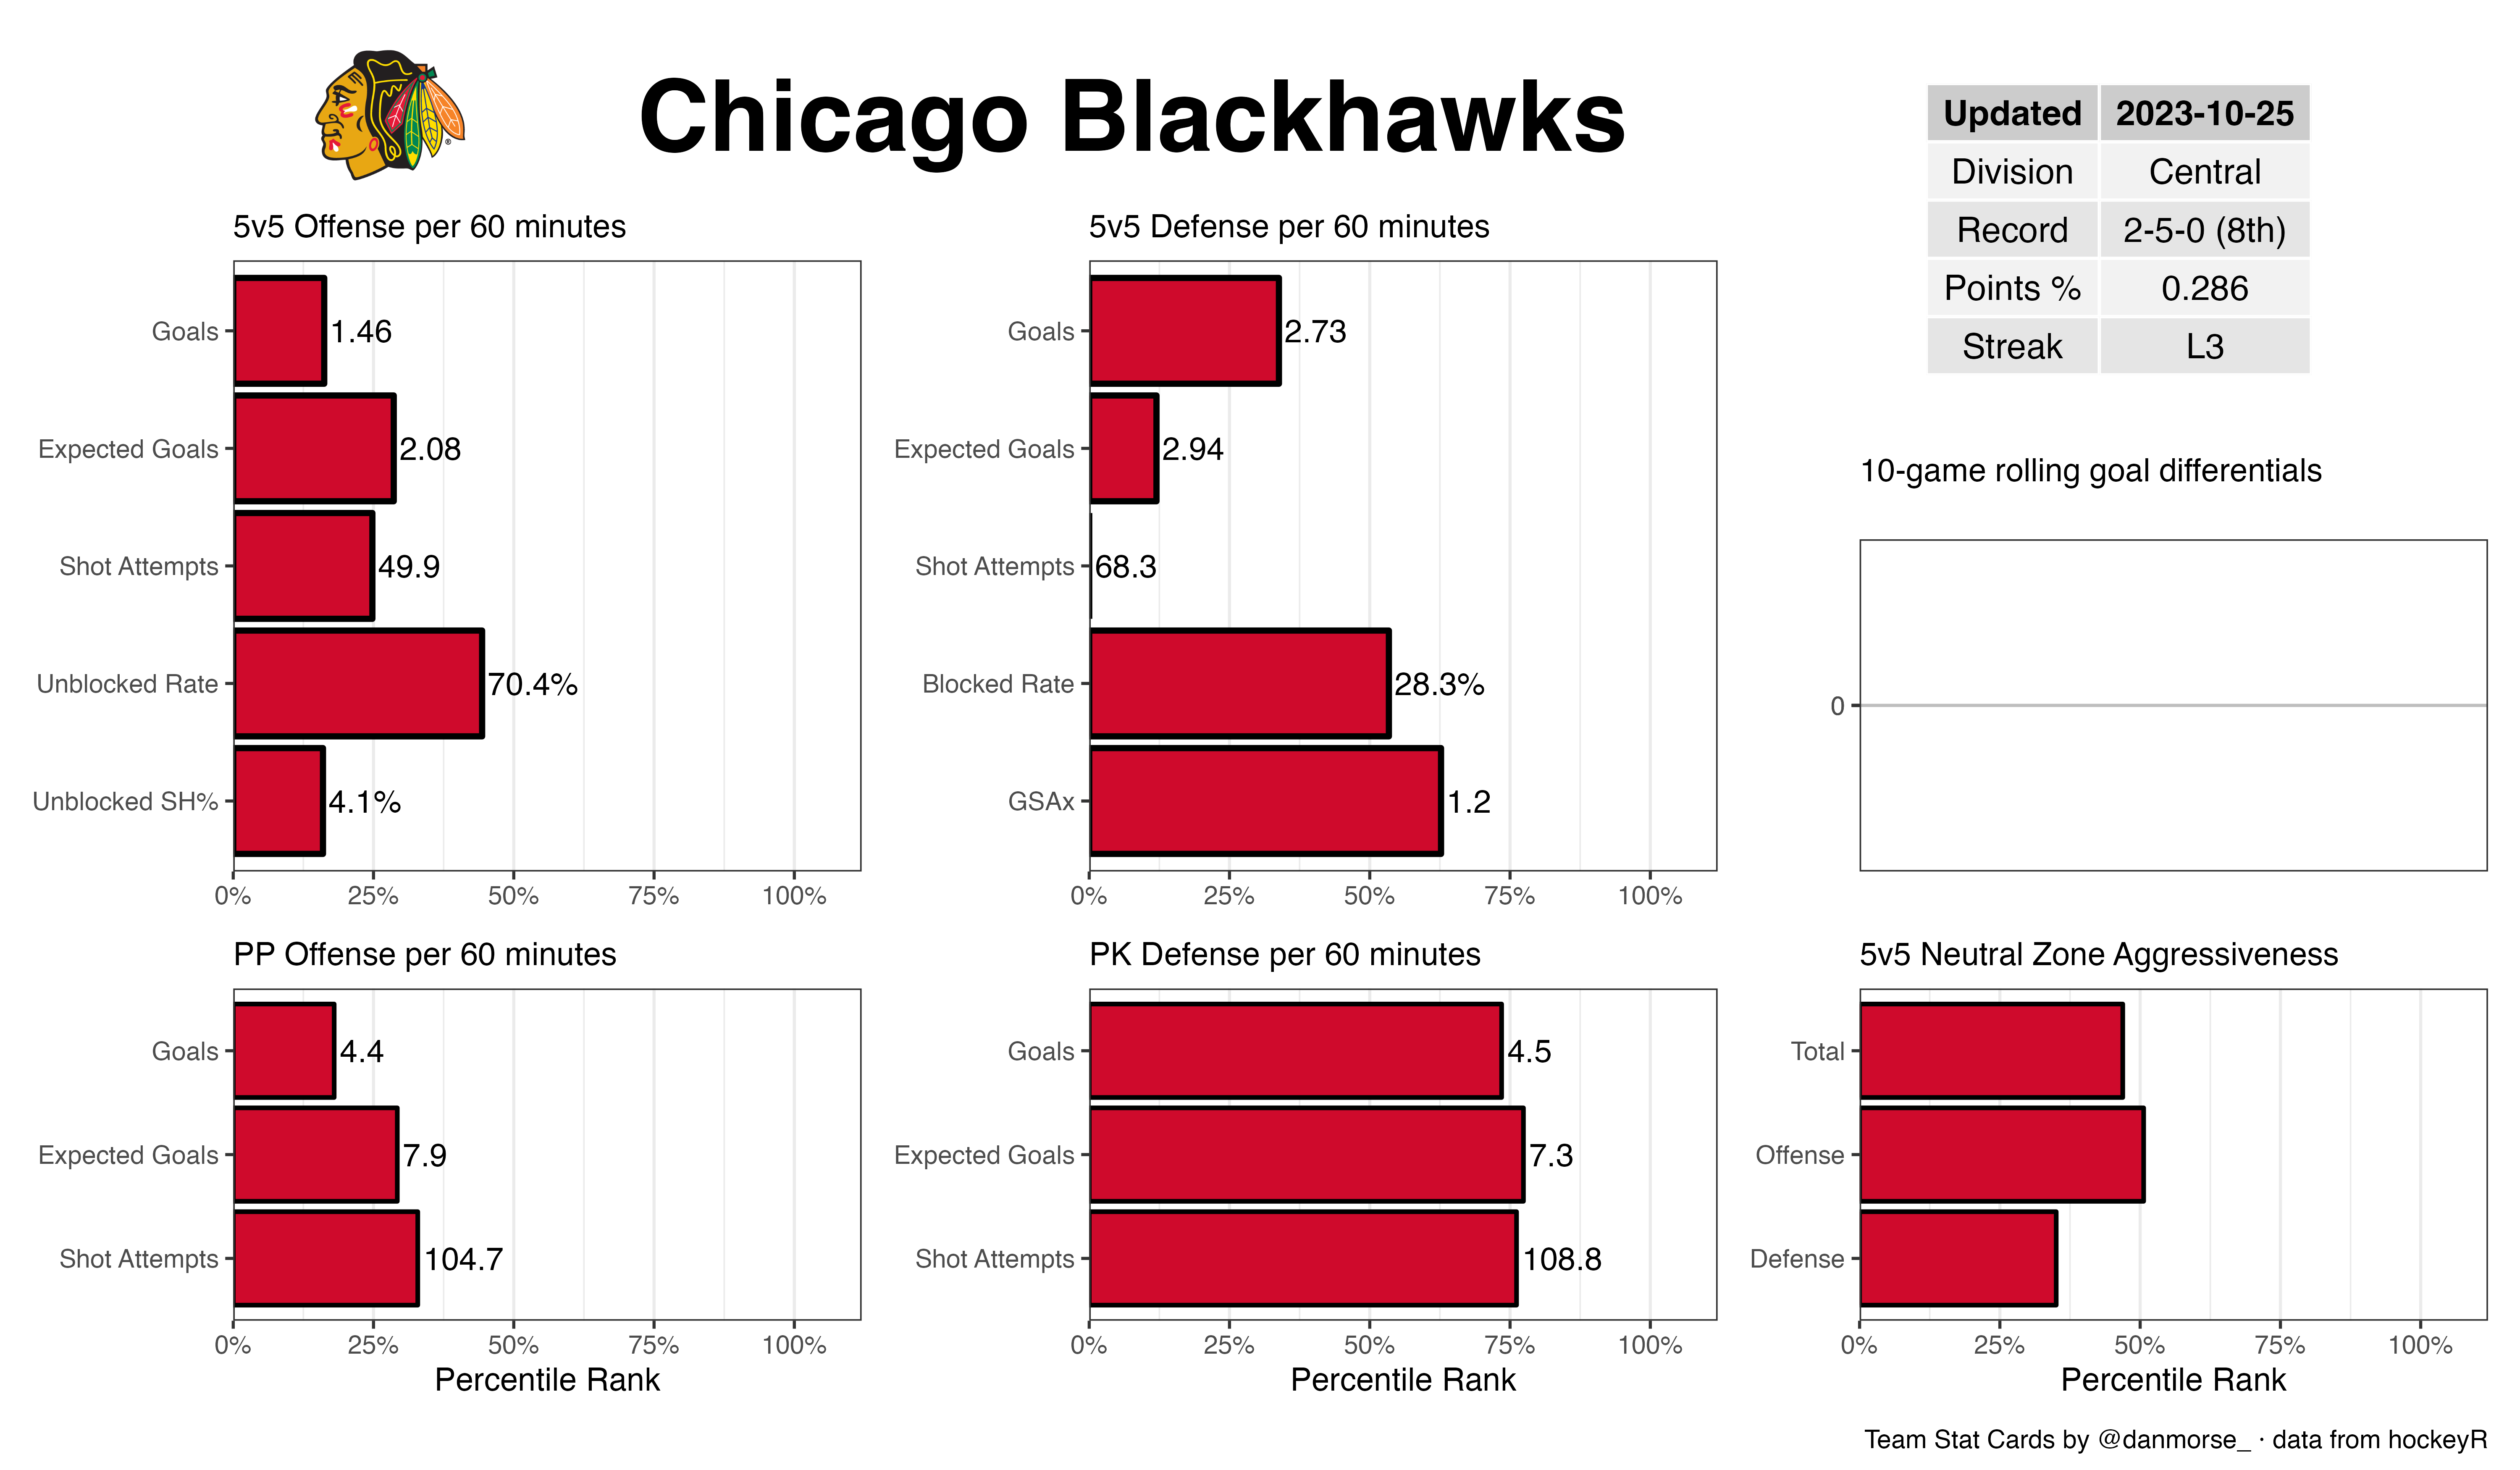 Chicago Blackhawks
Updated 2023-10-25
Division Central
Record 2-5-0 (8th)
Points % 0.286
Streak L3
5v5 Offense per 60 minutes
Goals 1.46
Expected Goals 2.08
Shot Attempts 49.9
Unblocked Rate 70.4%
Unblocked SH% 4.1%
0% 25% 50% 75% 100%
5v5 Defense per 60 minutes
Goals 2.73
Expected Goals 2.94
Shot Attempts 68.3
Blocked Rate 28.3%
GSAx 1.2
0% 25% 50% 75% 100%
10-game rolling goal differentials
0
PP Offense per 60 minutes
Goals 4.4
Expected Goals 7.9
Shot Attempts 104.7
0% 25% 50% 75% 100%
Percentile Rank
PK Defense per 60 minutes
Goals 4.5
Expected Goals 7.3
Shot Attempts 108.8
0% 25% 50% 75% 100%
Percentile Rank
5v5 Neutral Zone Aggressiveness
Total
Offense
Defense
0% 25% 50% 75% 100%
Percentile Rank
Team Stat Cards by @danmorse_ · data from hockeyR